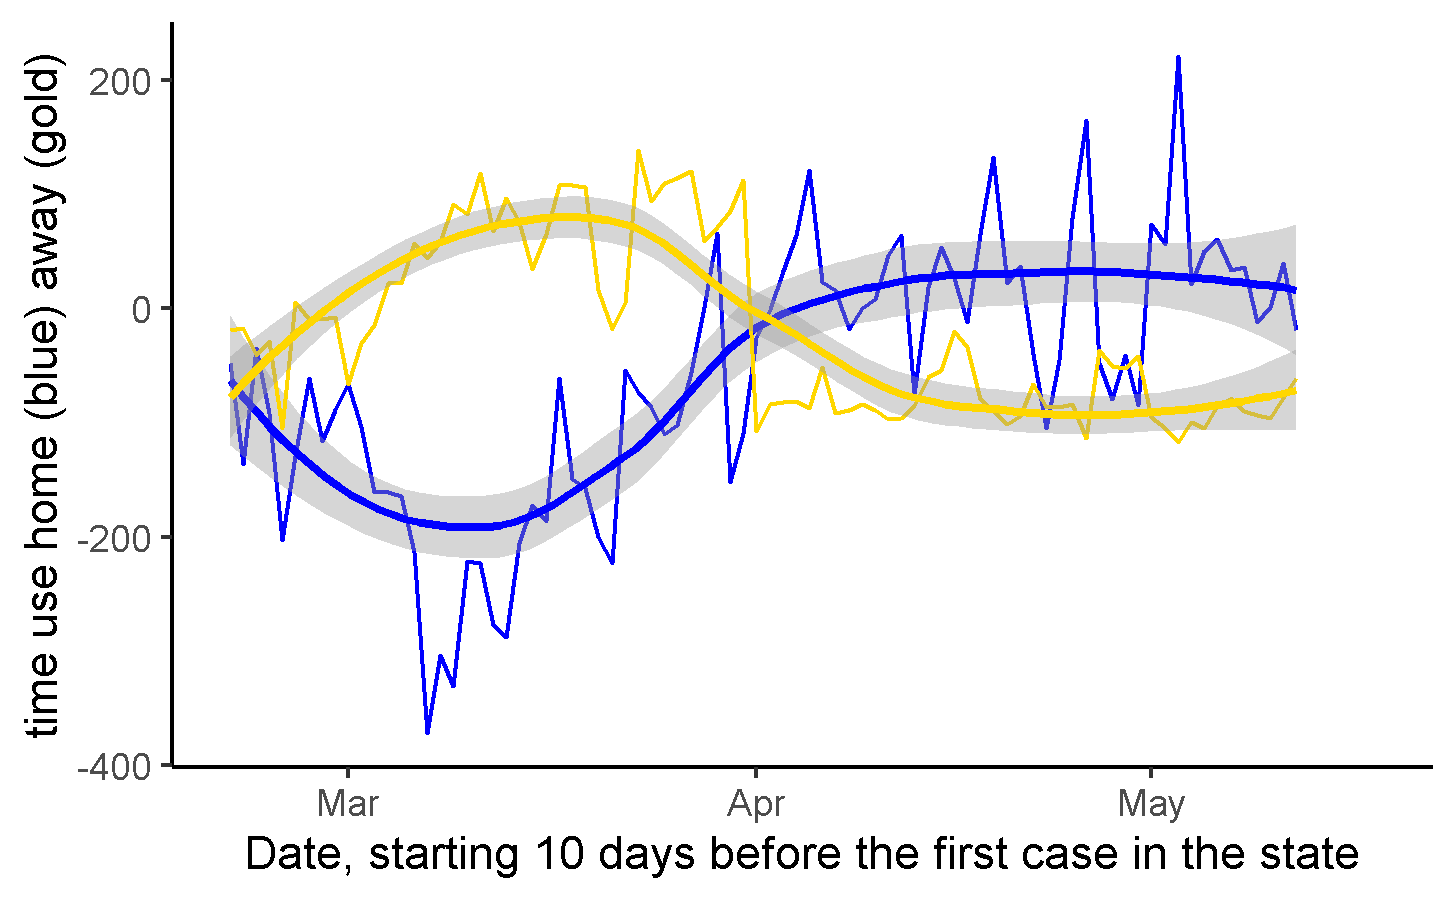 time use home (blue) away (gold)
200
0
-200
-400
Mar
Apr
May
Date, starting 10 days before the first case in the state